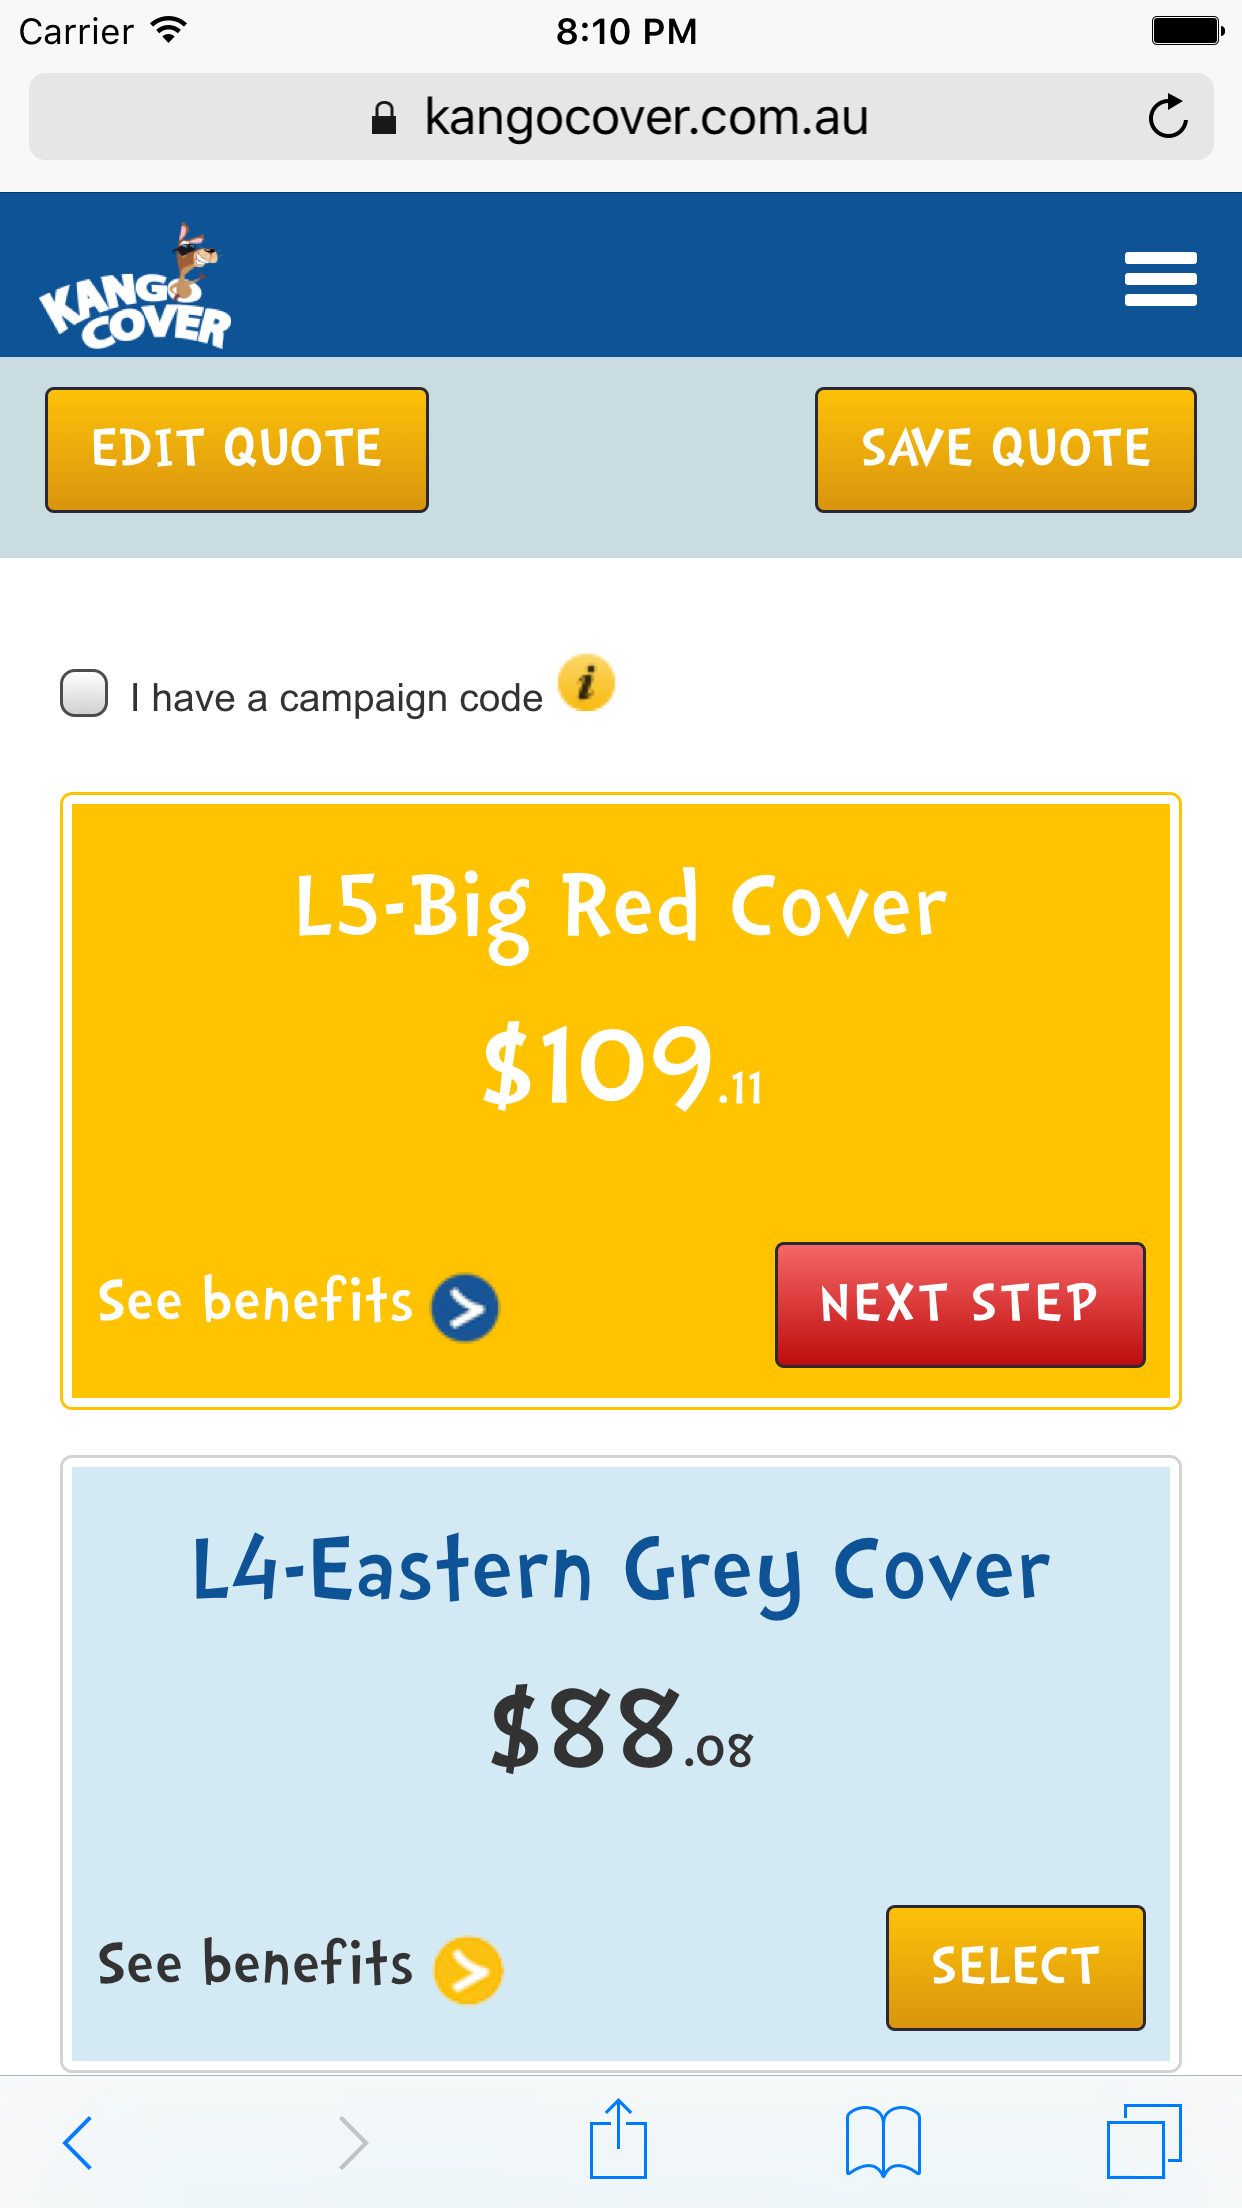 Carrier 8:10 PM
kangocover.com.au
KANGO
COVER
EDIT QUOTE SAVE QUOTE
I have a campaign code i
L5-Big Red Cover
$109.11
See benefits NEXT STEP
L4-Eastern Grey Cover
$88.08
See benefits SELECT